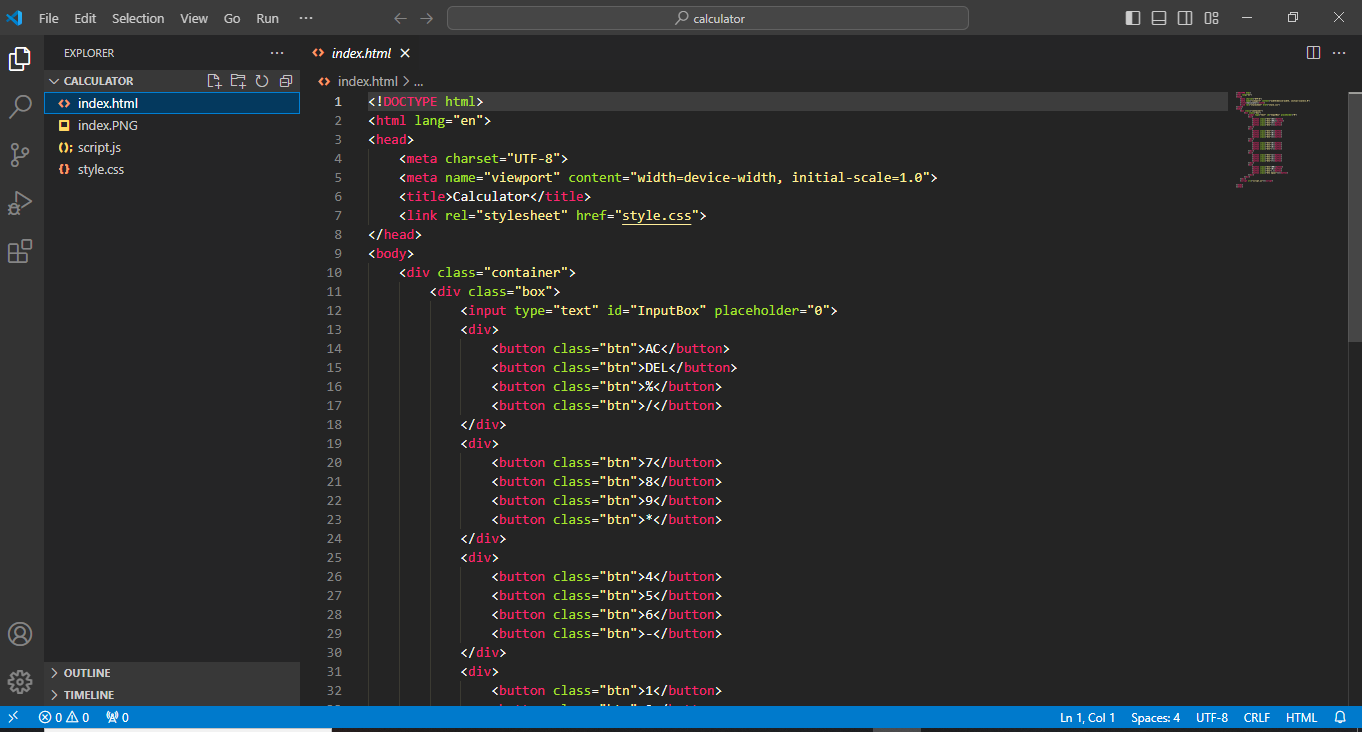 File Edit Selection View Go Run ··· calculator
EXPLORER ···
CALCULATOR
index.html
index.PNG
script.js
style.css
OUTLINE
TIMELINE
index.html
index.html > ...
1 <!DOCTYPE html>
2 <html lang="en">
3 <head>
4 <meta charset="UTF-8">
5 <meta name="viewport" content="width=device-width, initial-scale=1.0">
6 <title>Calculator</title>
7 <link rel="stylesheet" href="style.css">
8 </head>
9 <body>
10 <div class="container">
11 <div class="box">
12 <input type="text" id="InputBox" placeholder="0">
13 <div>
14 <button class="btn">AC</button>
15 <button class="btn">DEL</button>
16 <button class="btn">%</button>
17 <button class="btn">/</button>
18 </div>
19 <div>
20 <button class="btn">7</button>
21 <button class="btn">8</button>
22 <button class="btn">9</button>
23 <button class="btn">*</button>
24 </div>
25 <div>
26 <button class="btn">4</button>
27 <button class="btn">5</button>
28 <button class="btn">6</button>
29 <button class="btn">-</button>
30 </div>
31 <div>
32 <button class="btn">1</button>
0 0 0 Ln 1, Col 1 Spaces: 4 UTF-8 CRLF HTML